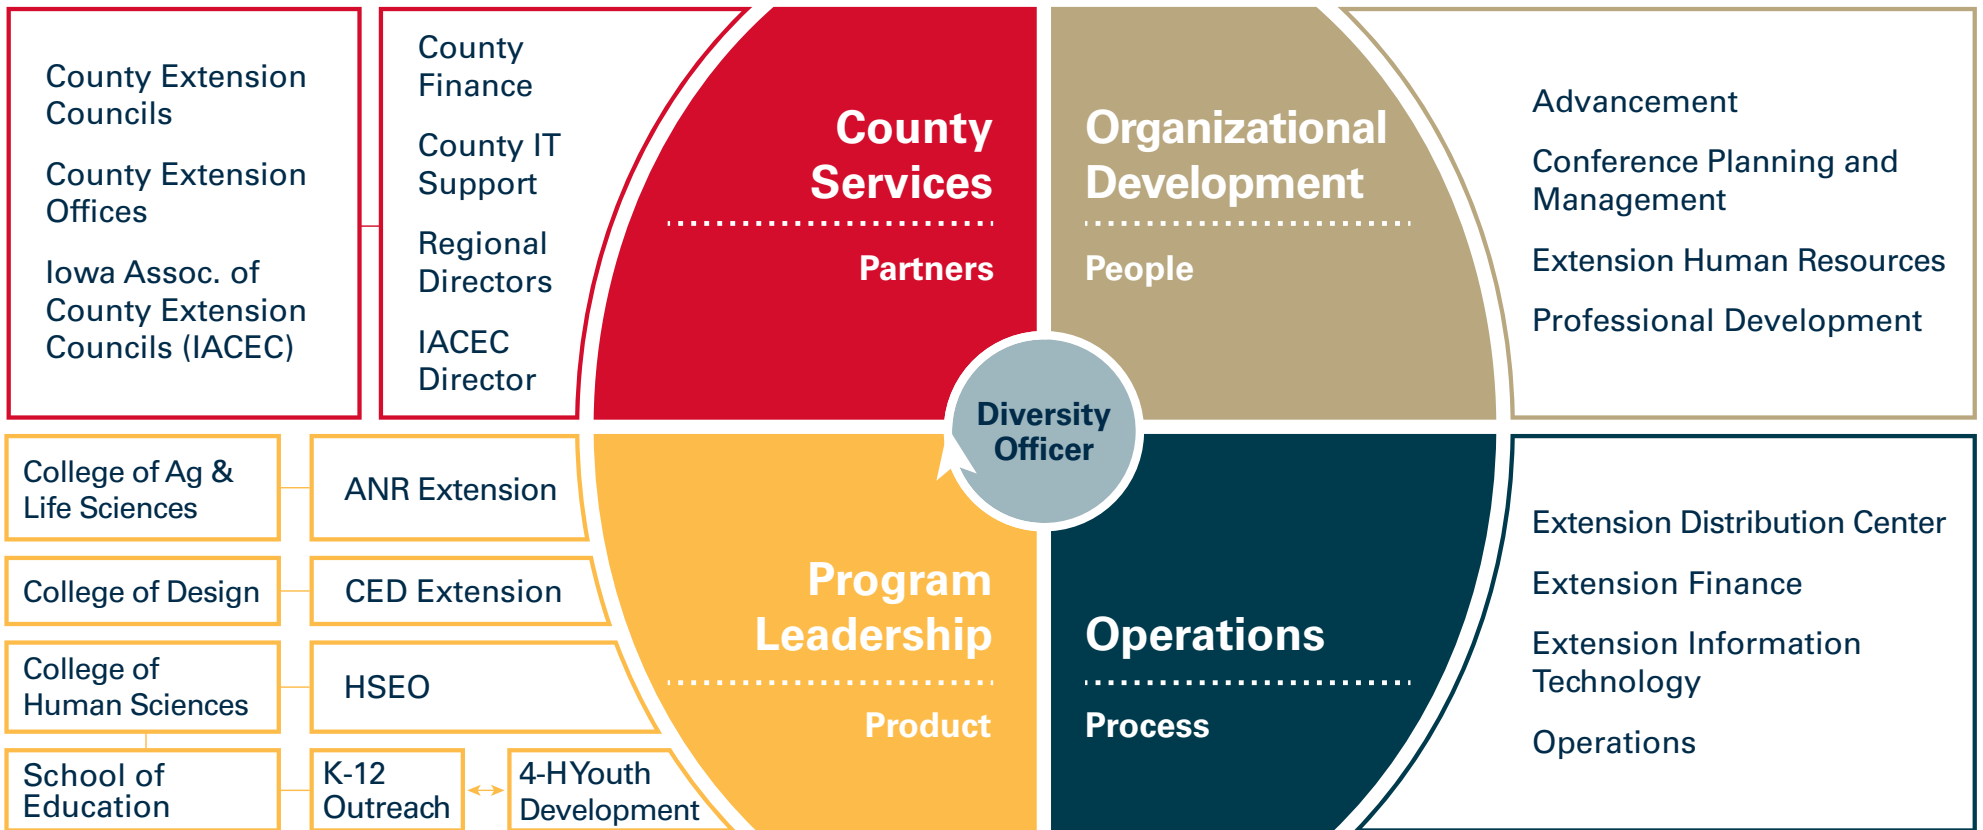 County Extension
Councils
County Extension
Offices
Iowa Assoc. of
County Extension
Councils (IACEC)
County
Finance
County IT
Support
Regional
Directors
IACEC
Director
County
Services
Partners
Organizational
Development
People
Advancement
Conference Planning and
Management
Extension Human Resources
Professional Development
Diversity
Officer
College of Ag &
Life Sciences
ANR Extension
College of Design
CED Extension
College of
Human Sciences
HSEO
School of
Education
K-12
Outreach
4-H Youth
Development
Program
Leadership
Product
Operations
Process
Extension Distribution Center
Extension Finance
Extension Information
Technology
Operations